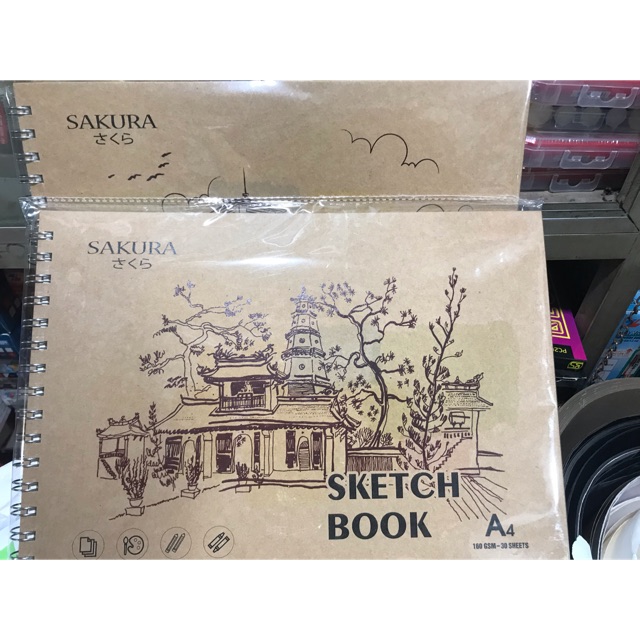 SAKURA
さくら
SAKURA
さくら
SKETCH
BOOK
A4
160 GSM - 30 SHEETS